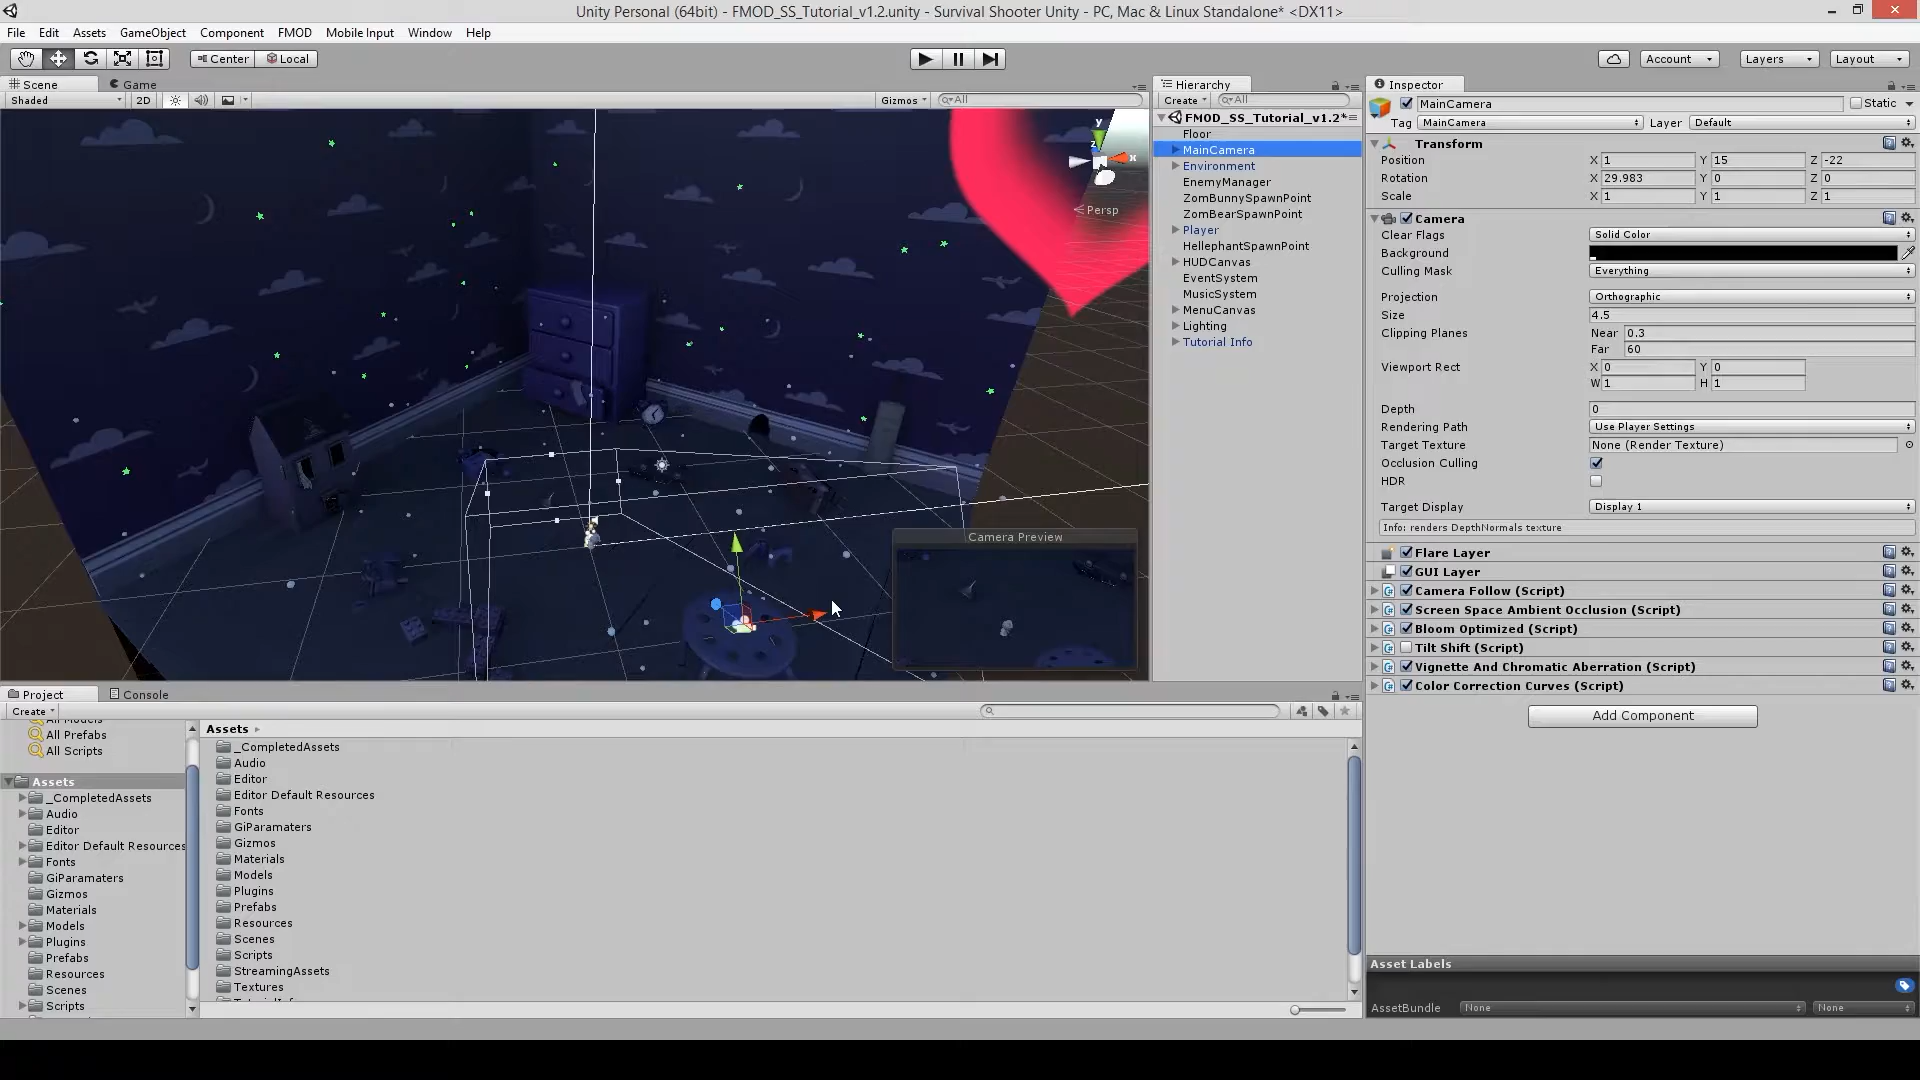 Unity Personal (64bit) - FMOD_SS_Tutorial_v1.2.unity - Survival Shooter Unity - PC, Mac & Linux Standalone* <DX11>
File Edit Assets GameObject Component FMOD Mobile Input Window Help
Center Local
Account Layers Layout
Scene Game
Shaded 2D Gizmos All
y
z x
Persp
Camera Preview
Hierarchy
Create All
FMOD_SS_Tutorial_v1.2*
Floor
MainCamera
Environment
EnemyManager
ZomBunnySpawnPoint
ZomBearSpawnPoint
Player
HellephantSpawnPoint
HUDCanvas
EventSystem
MusicSystem
MenuCanvas
Lighting
Tutorial Info
Inspector
MainCamera Static
Tag MainCamera Layer Default
Transform
Position X 1 Y 15 Z -22
Rotation X 29.983 Y 0 Z 0
Scale X 1 Y 1 Z 1
Camera
Clear Flags Solid Color
Background
Culling Mask Everything
Projection Orthographic
Size 4.5
Clipping Planes Near 0.3
Far 60
Viewport Rect X 0 Y 0
W 1 H 1
Depth 0
Rendering Path Use Player Settings
Target Texture None (Render Texture)
Occlusion Culling
HDR
Target Display Display 1
Info: renders DepthNormals texture
Flare Layer
GUI Layer
Camera Follow (Script)
Screen Space Ambient Occlusion (Script)
Bloom Optimized (Script)
Tilt Shift (Script)
Vignette And Chromatic Aberration (Script)
Color Correction Curves (Script)
Add Component
Asset Labels
AssetBundle None None
Project Console
Create
All Models
All Prefabs
All Scripts
Assets
_CompletedAssets
Audio
Editor
Editor Default Resources
Fonts
GiParamaters
Gizmos
Materials
Models
Plugins
Prefabs
Resources
Scenes
Scripts
Assets
_CompletedAssets
Audio
Editor
Editor Default Resources
Fonts
GiParamaters
Gizmos
Materials
Models
Plugins
Prefabs
Resources
Scenes
Scripts
StreamingAssets
Textures